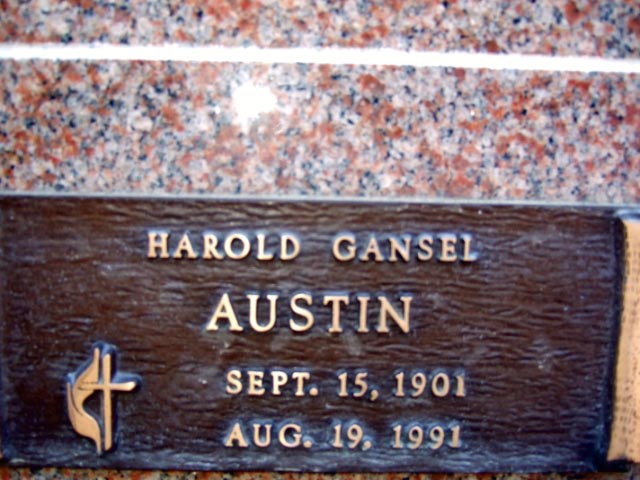 HAROLD GANSEL
AUSTIN
SEPT. 15, 1901
AUG. 19, 1991